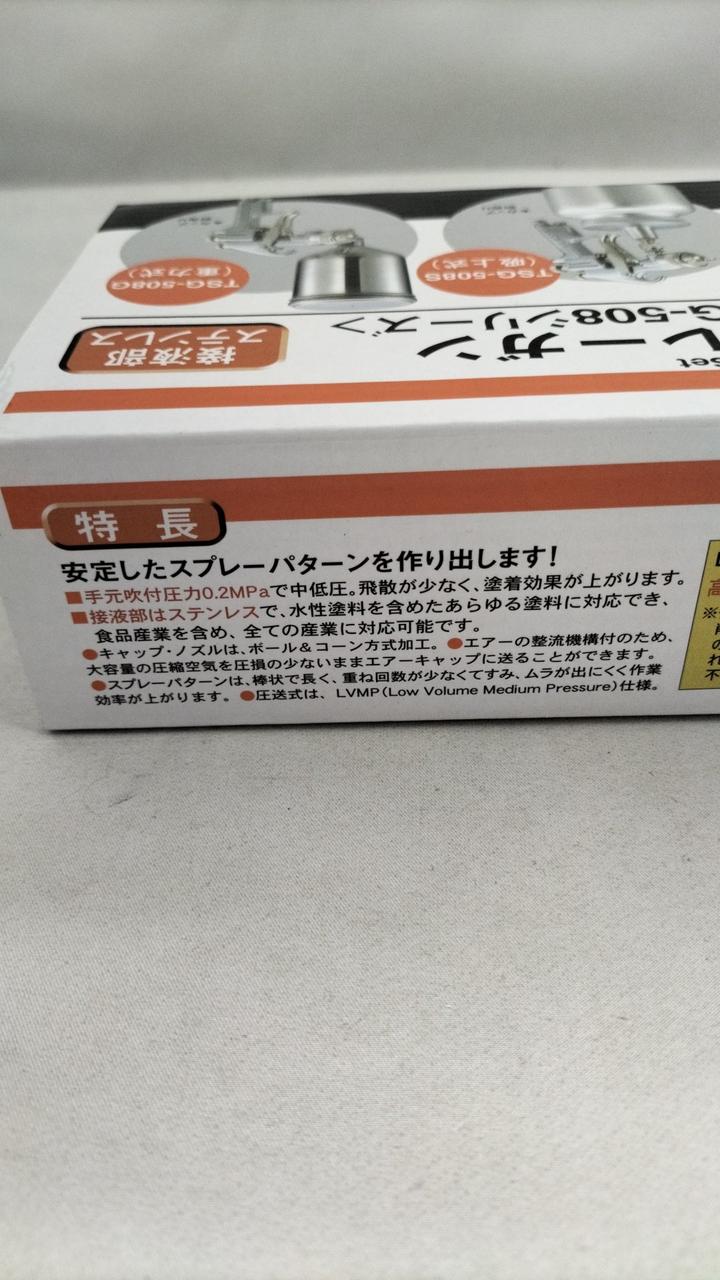 TSG-508G
（重力式）
TSG-508S
（吸上式）
G-508シリーズ＞
レーガン
Set
接液部
ステンレス
特 長
安定したスプレーパターンを作り出します!
■手元吹付圧力0.2MPaで中低圧。飛散が少なく、塗着効果が上がります。
■接液部はステンレスで、水性塗料を含めたあらゆる塗料に対応でき、
食品産業を含め、全ての産業に対応可能です。
●キャップ・ノズルは、ボール＆コーン方式加工。●エアーの整流機構付のため、
大容量の圧縮空気を圧損の少ないままエアーキャップに送ることができます。
●スプレーパターンは、棒状で長く、重ね回数が少なくてすみ、ムラが出にくく作業
効率が上がります。●圧送式は、LVMP(Low Volume Medium Pressure)仕様。
高
※
の
れ
不